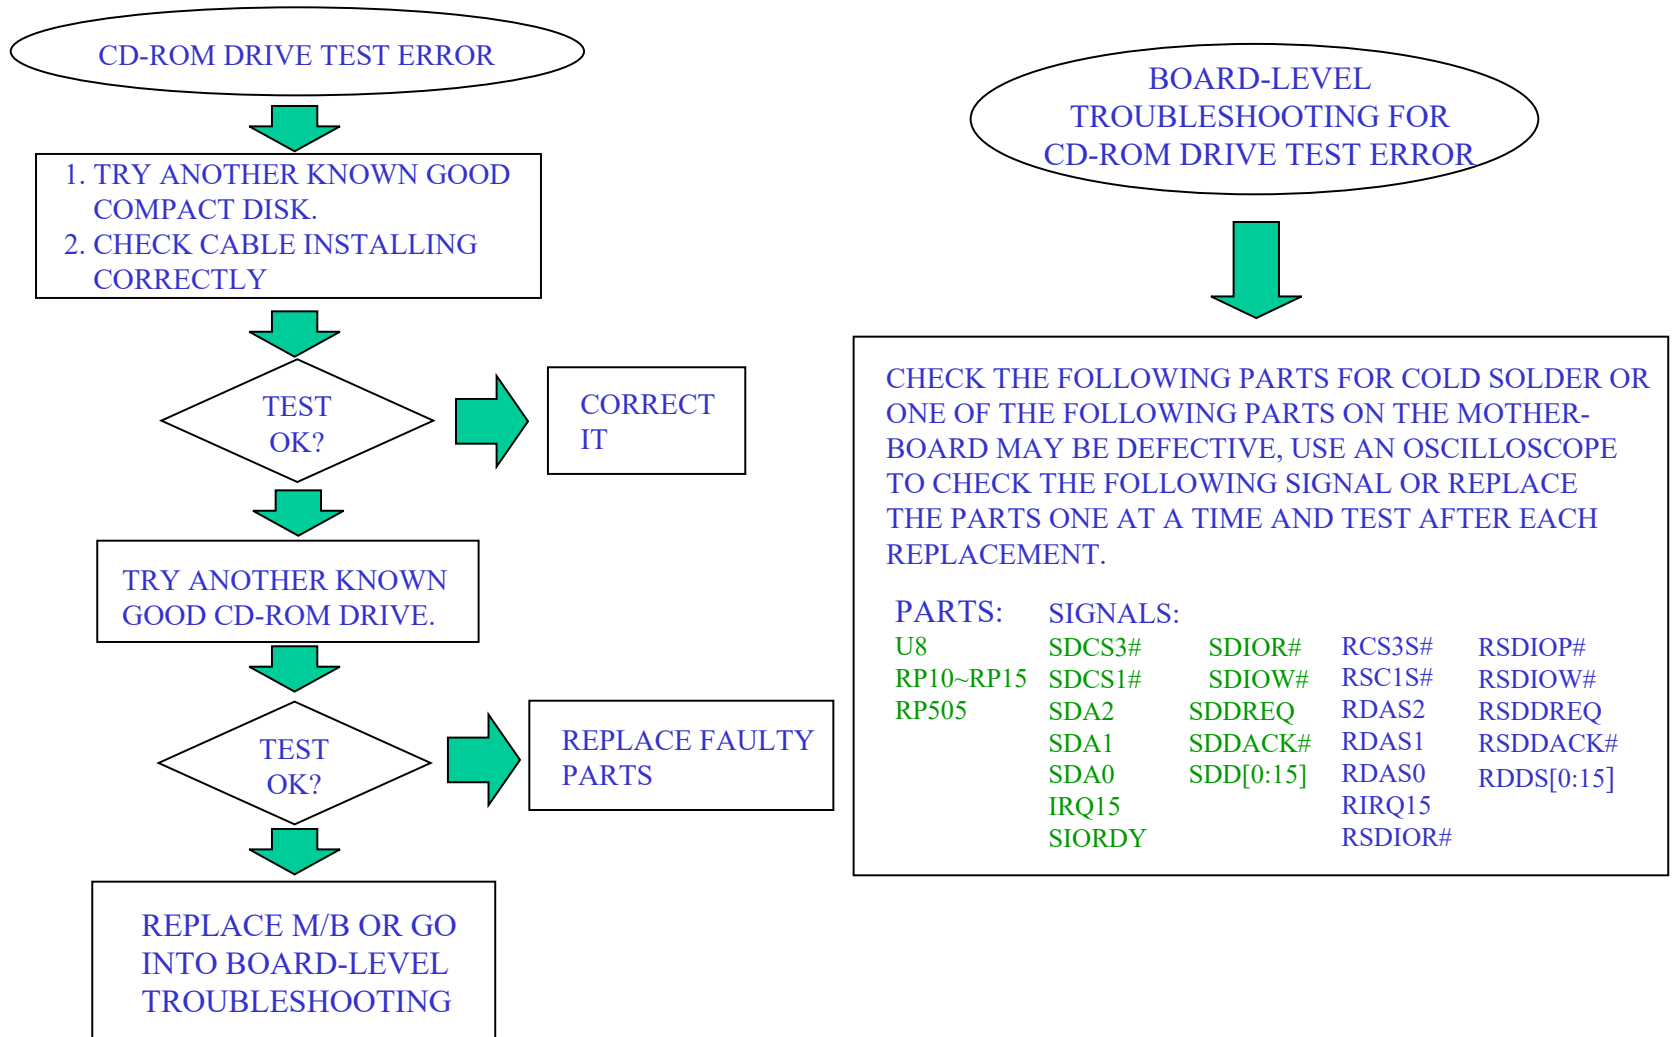 CD-ROM DRIVE TEST ERROR
1. TRY ANOTHER KNOWN GOOD
COMPACT DISK.
2. CHECK CABLE INSTALLING
CORRECTLY
TEST
OK?
CORRECT
IT
TRY ANOTHER KNOWN
GOOD CD-ROM DRIVE.
TEST
OK?
REPLACE FAULTY
PARTS
REPLACE M/B OR GO
INTO BOARD-LEVEL
TROUBLESHOOTING
BOARD-LEVEL
TROUBLESHOOTING FOR
CD-ROM DRIVE TEST ERROR
CHECK THE FOLLOWING PARTS FOR COLD SOLDER OR
ONE OF THE FOLLOWING PARTS ON THE MOTHER-
BOARD MAY BE DEFECTIVE, USE AN OSCILLOSCOPE
TO CHECK THE FOLLOWING SIGNAL OR REPLACE
THE PARTS ONE AT A TIME AND TEST AFTER EACH
REPLACEMENT.
PARTS:
U8
RP10~RP15
RP505
SIGNALS:
SDCS3#
SDCS1#
SDA2
SDA1
SDA0
IRQ15
SIORDY
SDIOR#
SDIOW#
SDDREQ
SDDACK#
SDD[0:15]
RCS3S#
RSC1S#
RDAS2
RDAS1
RDAS0
RIRQ15
RSDIOR#
RSDIOP#
RSDIOW#
RSDDREQ
RSDDACK#
RDDS[0:15]